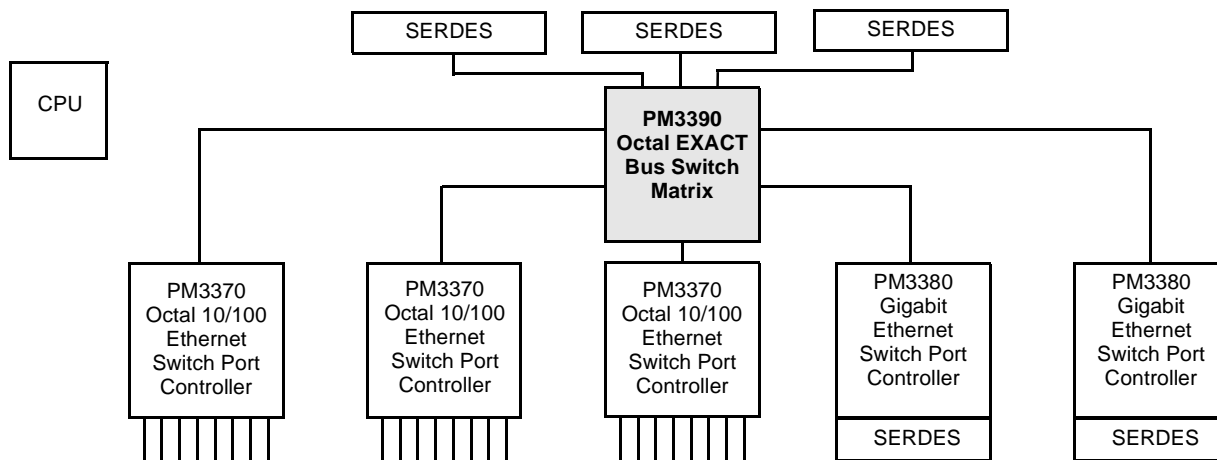 SERDES
SERDES
SERDES
CPU
PM3390
Octal EXACT
Bus Switch
Matrix
PM3370
Octal 10/100
Ethernet
Switch Port
Controller
PM3370
Octal 10/100
Ethernet
Switch Port
Controller
PM3370
Octal 10/100
Ethernet
Switch Port
Controller
PM3380
Gigabit
Ethernet
Switch Port
Controller
SERDES
PM3380
Gigabit
Ethernet
Switch Port
Controller
SERDES